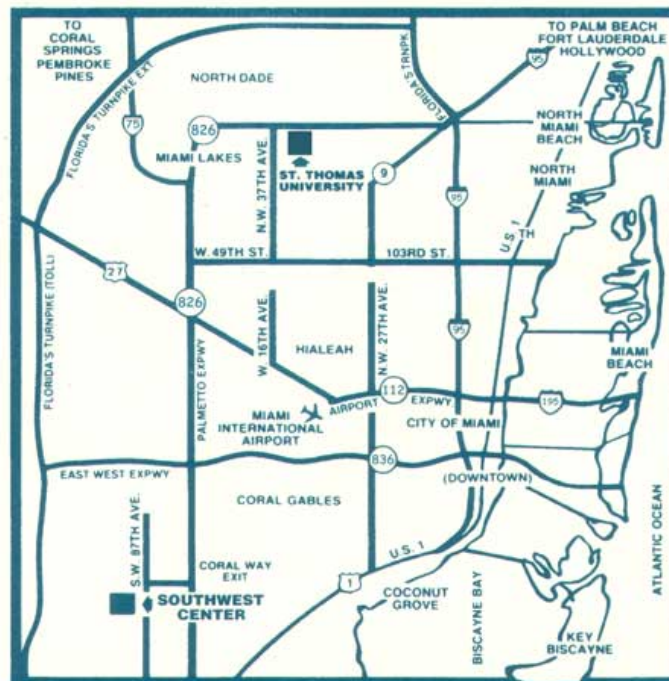 TO
CORAL
SPRINGS
PEMBROKE
PINES
TO PALM BEACH
FORT LAUDERDALE
HOLLYWOOD
FLORIDA'S TURNPIKE EXT.
NORTH DADE
FLORIDA'S TRNPK.
95
75
826
MIAMI LAKES
N.W. 37TH AVE.
ST. THOMAS
UNIVERSITY
9
NORTH
MIAMI
BEACH
NORTH
MIAMI
95
U.S. 1
TH
W. 49TH ST.
103RD ST.
27
826
FLORIDA'S TURNPIKE (TOLL)
PALMETTO EXPWY
W. 16TH AVE.
HIALEAH
N.W. 27TH AVE.
95
MIAMI
BEACH
112
AIRPORT EXPWY
195
MIAMI
INTERNATIONAL
AIRPORT
CITY OF MIAMI
EAST WEST EXPWY
836
(DOWNTOWN)
CORAL GABLES
S.W. 87TH AVE.
CORAL WAY
EXIT
U.S. 1
1
SOUTHWEST
CENTER
COCONUT
GROVE
BISCAYNE BAY
KEY
BISCAYNE
ATLANTIC OCEAN